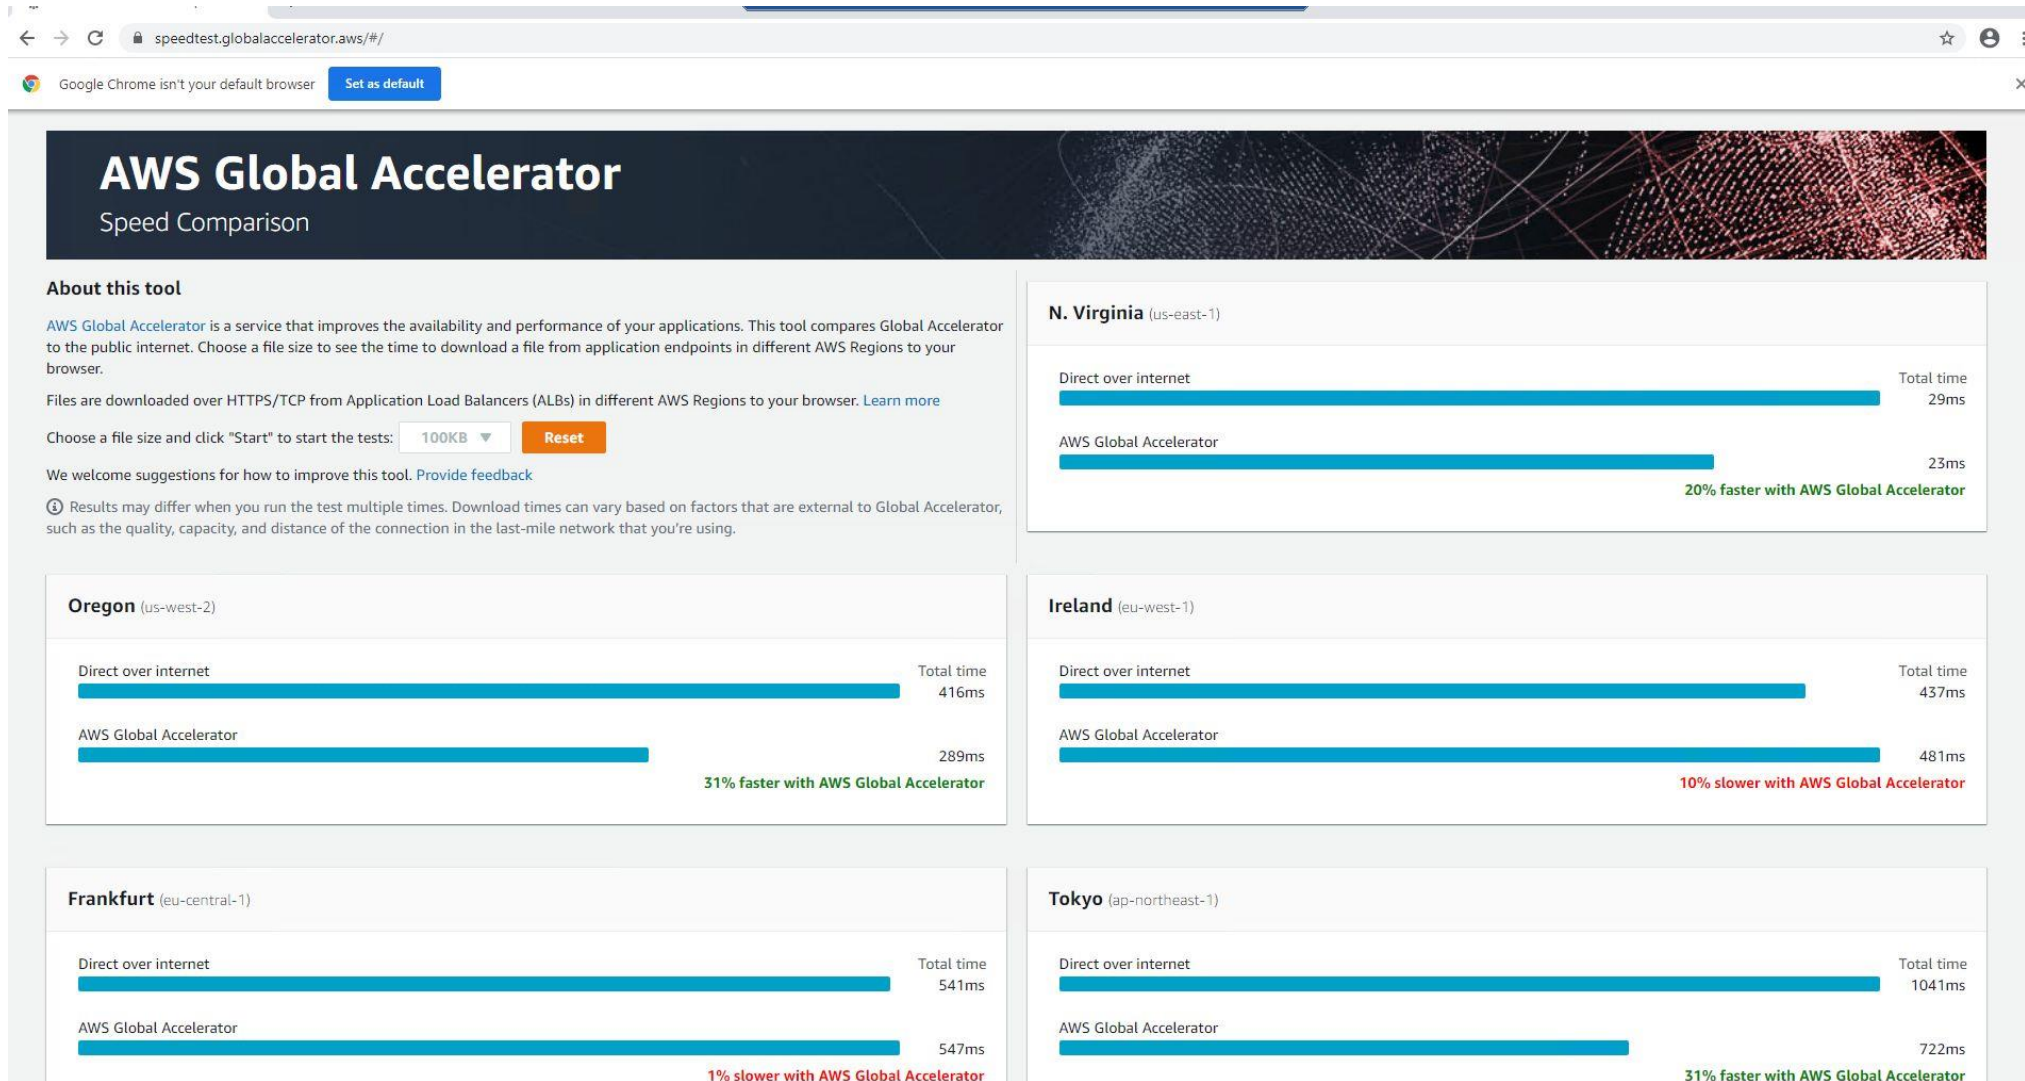 speedtest.globalaccelerator.aws/#/
Google Chrome isn't your default browser
Set as default
AWS Global Accelerator
Speed Comparison
About this tool
AWS Global Accelerator is a service that improves the availability and performance of your applications. This tool compares Global Accelerator
to the public internet. Choose a file size to see the time to download a file from application endpoints in different AWS Regions to your
browser.
Files are downloaded over HTTPS/TCP from Application Load Balancers (ALBs) in different AWS Regions to your browser. Learn more
Choose a file size and click "Start" to start the tests: 100KB ▼ Reset
We welcome suggestions for how to improve this tool. Provide feedback
Results may differ when you run the test multiple times. Download times can vary based on factors that are external to Global Accelerator,
such as the quality, capacity, and distance of the connection in the last-mile network that you're using.
N. Virginia (us-east-1)
Direct over internet Total time
29ms
AWS Global Accelerator
23ms
20% faster with AWS Global Accelerator
Oregon (us-west-2)
Direct over internet Total time
416ms
AWS Global Accelerator
289ms
31% faster with AWS Global Accelerator
Ireland (eu-west-1)
Direct over internet Total time
437ms
AWS Global Accelerator
481ms
10% slower with AWS Global Accelerator
Frankfurt (eu-central-1)
Direct over internet Total time
541ms
AWS Global Accelerator
547ms
1% slower with AWS Global Accelerator
Tokyo (ap-northeast-1)
Direct over internet Total time
1041ms
AWS Global Accelerator
722ms
31% faster with AWS Global Accelerator